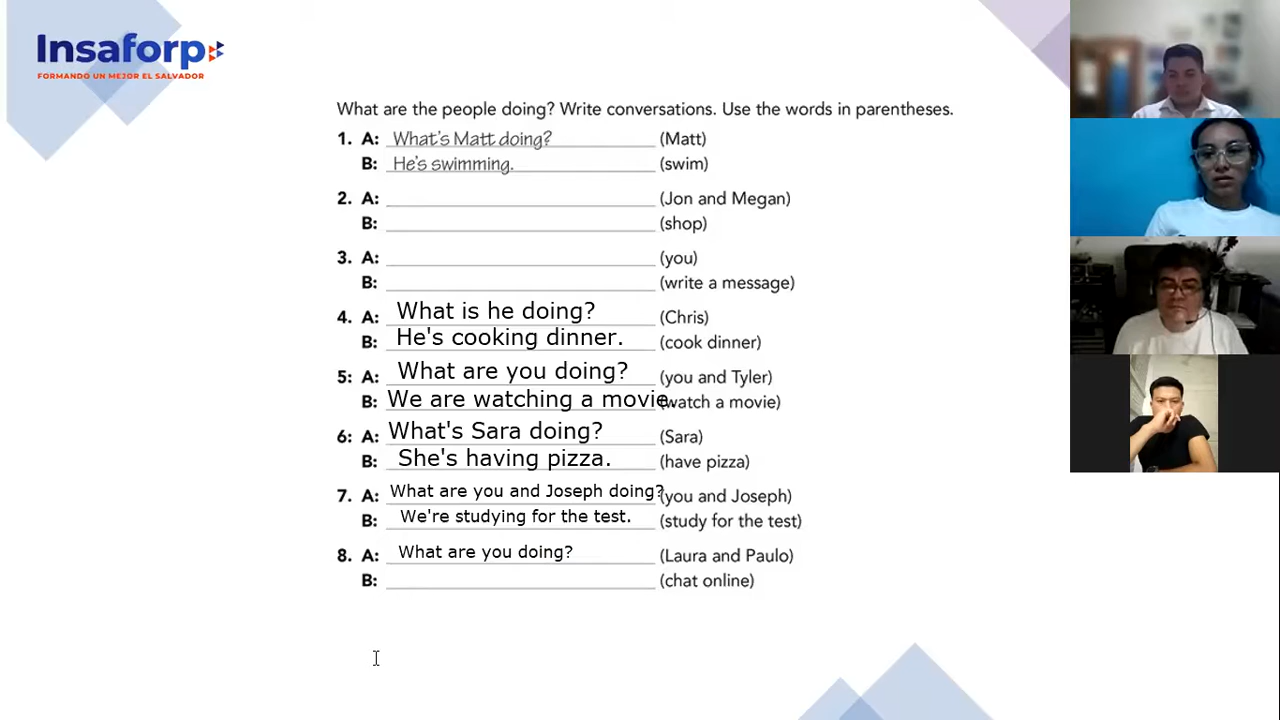 Insaforp
FORMANDO UN MEJOR EL SALVADOR
What are the people doing? Write conversations. Use the words in parentheses.
1. A: What's Matt doing? (Matt)
B: He's swimming. (swim)
2. A: (Jon and Megan)
B: (shop)
3. A: (you)
B: (write a message)
4. A: What is he doing? (Chris)
B: He's cooking dinner. (cook dinner)
5: A: What are you doing? (you and Tyler)
B: We are watching a movie. (watch a movie)
6: A: What's Sara doing? (Sara)
B: She's having pizza. (have pizza)
7. A: What are you and Joseph doing? (you and Joseph)
B: We're studying for the test. (study for the test)
8. A: What are you doing? (Laura and Paulo)
B: (chat online)